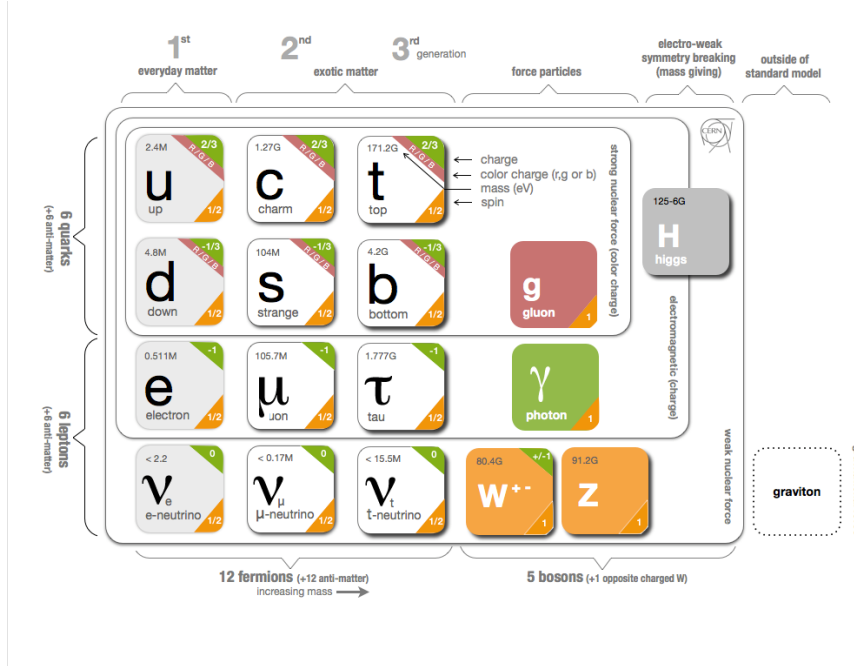 1st
2nd
3rd generation
everyday matter
exotic matter
force particles
electro-weak
symmetry breaking
(mass giving)
outside of
standard model
CERN
6 quarks
(+6 anti-matter)
2.4M
2/3
R/G/B
u
up
1/2
1.27G
2/3
R/G/B
c
charm
1/2
171.2G
2/3
R/G/B
t
top
1/2
charge
color charge (r,g or b)
mass (eV)
spin
strong nuclear force (color charge)
125-6G
H
higgs
4.8M
-1/3
R/G/B
d
down
1/2
104M
-1/3
R/G/B
s
strange
1/2
4.2G
-1/3
R/G/B
b
bottom
1/2
g
gluon
1
electromagnetic (charge)
6 leptons
(+6 anti-matter)
0.511M
-1
e
electron
1/2
105.7M
-1
μ
uon
1/2
1.777G
-1
τ
tau
1/2
γ
photon
1
weak nuclear force
< 2.2
0
νe
e-neutrino
1/2
< 0.17M
0
νμ
μ-neutrino
1/2
< 15.5M
0
νt
t-neutrino
1/2
80.4G
+/-1
W+-
1
91.2G
Z
1
graviton
12 fermions (+12 anti-matter)
increasing mass
5 bosons (+1 opposite charged W)